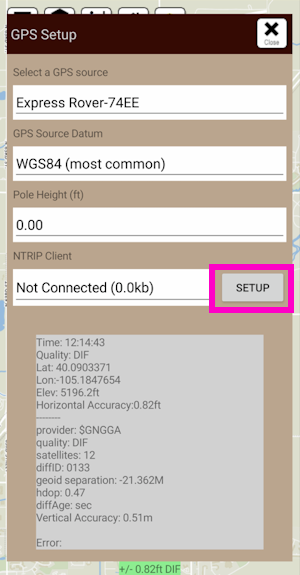 GPS Setup
Close
Select a GPS source
Express Rover-74EE
GPS Source Datum
WGS84 (most common)
Pole Height (ft)
0.00
NTRIP Client
Not Connected (0.0kb)
SETUP
Time: 12:14:43
Quality: DIF
Lat: 40.0903371
Lon:-105.1847654
Elev: 5196.2ft
Horizontal Accuracy:0.82ft
--------
provider: $GNGGA
quality: DIF
satellites: 12
diffID: 0133
geoid separation: -21.362M
hdop: 0.47
diffAge: sec
Vertical Accuracy: 0.51m
Error:
+/- 0.82ft DIF